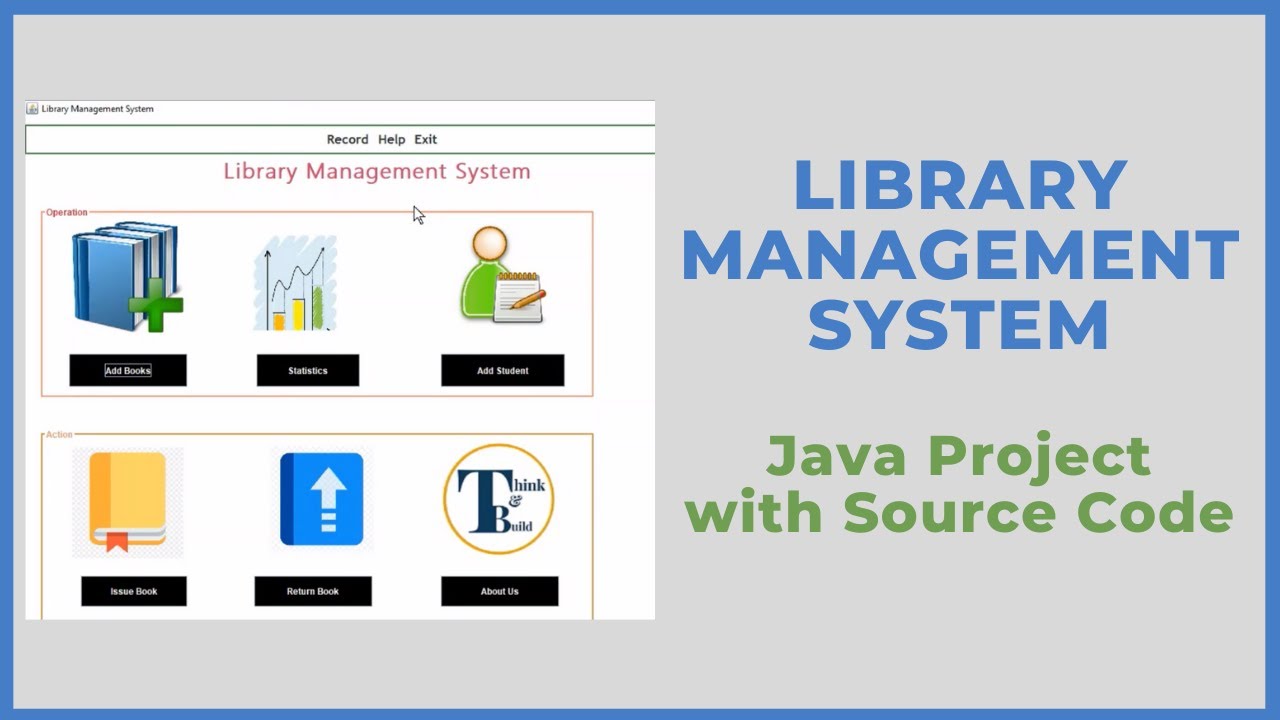 Library Management System
Record Help Exit
Library Management System
Operation
Add Books
Statistics
Add Student
Action
Think
&
Build
Issue Book
Return Book
About Us
LIBRARY
MANAGEMENT
SYSTEM
Java Project
with Source Code